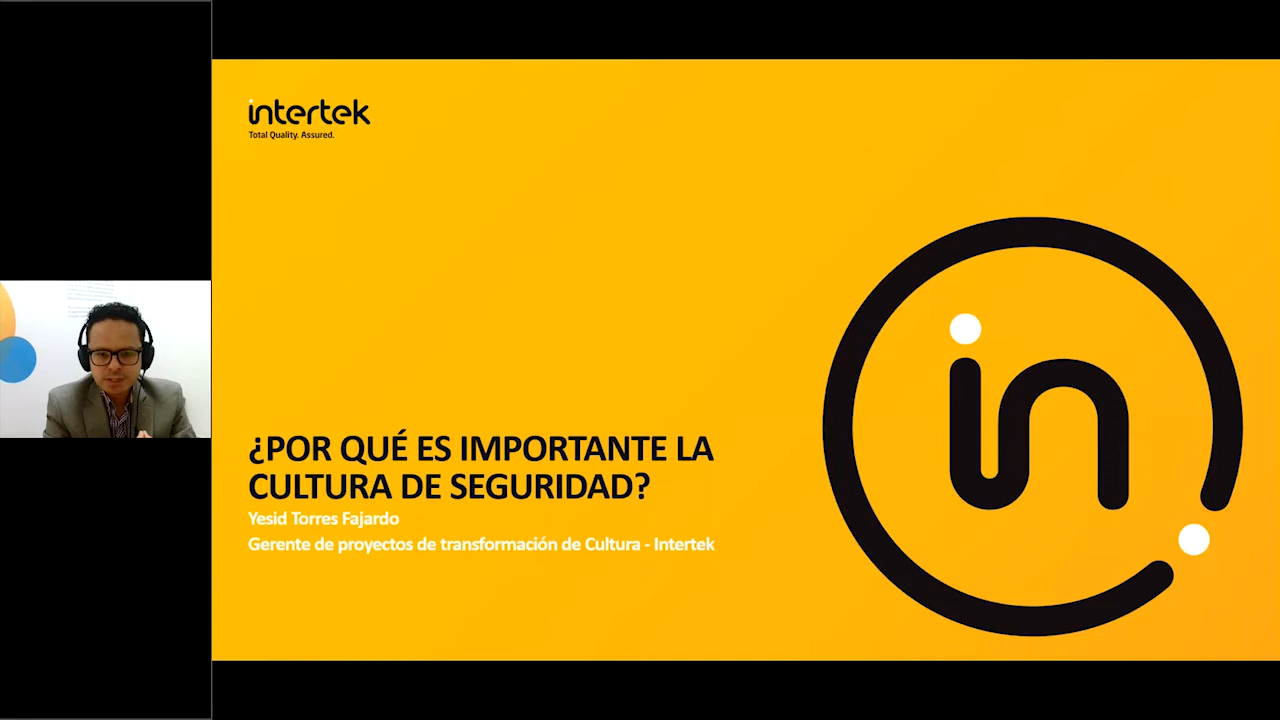 intertek
Total Quality. Assured.
in
¿POR QUÉ ES IMPORTANTE LA
CULTURA DE SEGURIDAD?
Yesid Torres Fajardo
Gerente de proyectos de transformación de Cultura - Intertek